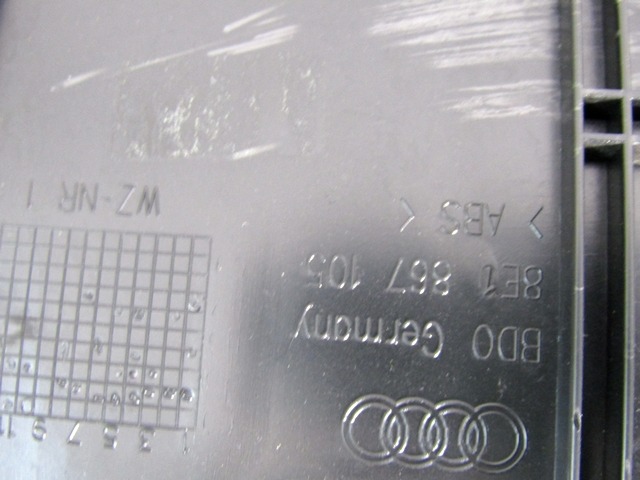 1 3 5 7 9 11
BDO Germany
8E1 867 105
> ABS <
WZ-NR 1